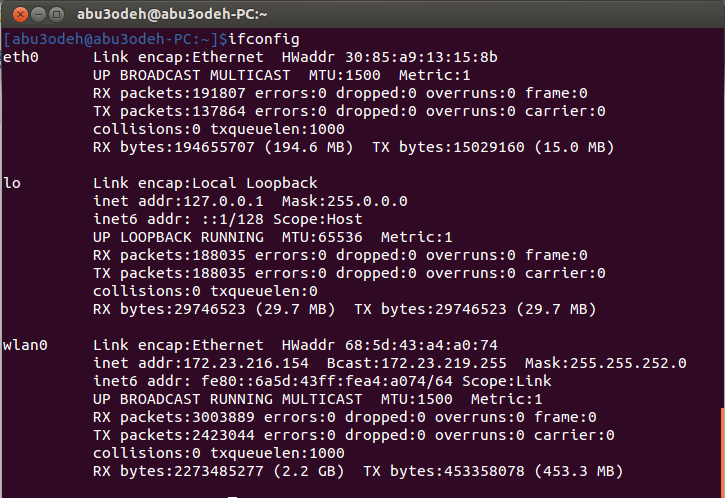 abu3odeh@abu3odeh-PC:~
[abu3odeh@abu3odeh-PC:~]$ifconfig
eth0      Link encap:Ethernet  HWaddr 30:85:a9:13:15:8b
          UP BROADCAST MULTICAST  MTU:1500  Metric:1
          RX packets:191807 errors:0 dropped:0 overruns:0 frame:0
          TX packets:137864 errors:0 dropped:0 overruns:0 carrier:0
          collisions:0 txqueuelen:1000
          RX bytes:194655707 (194.6 MB)  TX bytes:15029160 (15.0 MB)

lo        Link encap:Local Loopback
          inet addr:127.0.0.1  Mask:255.0.0.0
          inet6 addr: ::1/128 Scope:Host
          UP LOOPBACK RUNNING  MTU:65536  Metric:1
          RX packets:188035 errors:0 dropped:0 overruns:0 frame:0
          TX packets:188035 errors:0 dropped:0 overruns:0 carrier:0
          collisions:0 txqueuelen:0
          RX bytes:29746523 (29.7 MB)  TX bytes:29746523 (29.7 MB)

wlan0     Link encap:Ethernet  HWaddr 68:5d:43:a4:a0:74
          inet addr:172.23.216.154  Bcast:172.23.219.255  Mask:255.255.252.0
          inet6 addr: fe80::6a5d:43ff:fea4:a074/64 Scope:Link
          UP BROADCAST RUNNING MULTICAST  MTU:1500  Metric:1
          RX packets:3003889 errors:0 dropped:0 overruns:0 frame:0
          TX packets:2423044 errors:0 dropped:0 overruns:0 carrier:0
          collisions:0 txqueuelen:1000
          RX bytes:2273485277 (2.2 GB)  TX bytes:453358078 (453.3 MB)